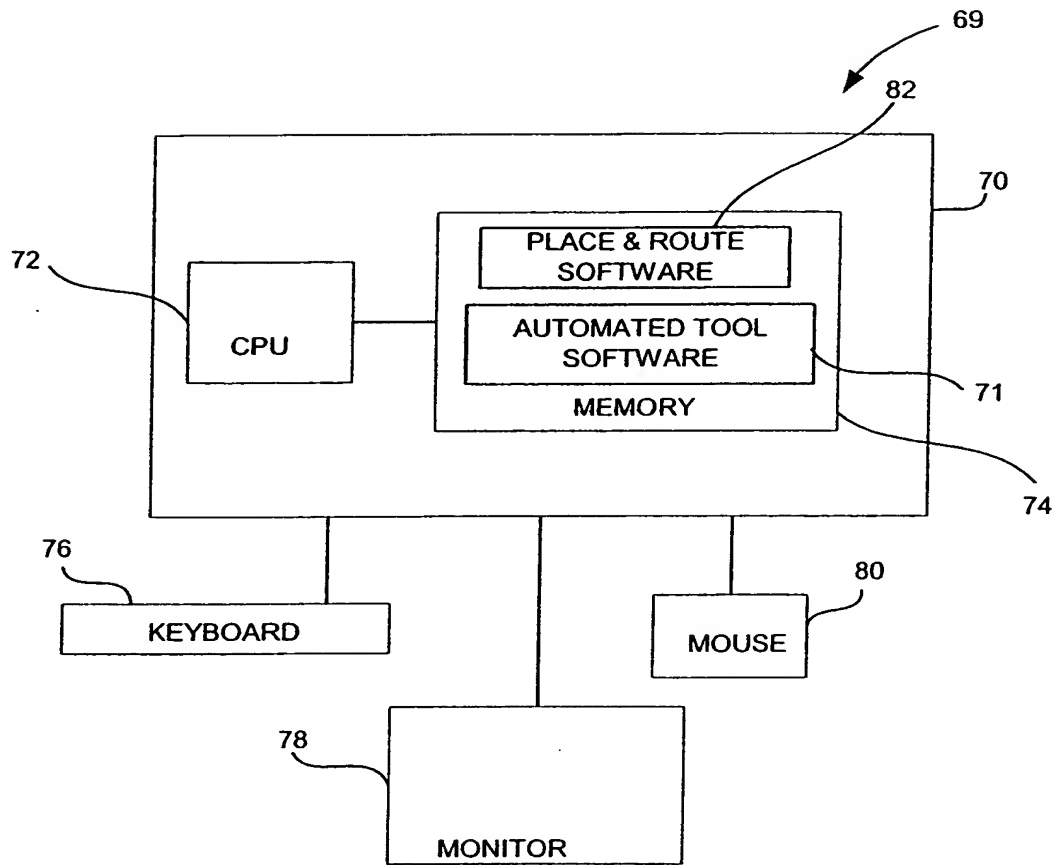 69
82
70
PLACE & ROUTE
SOFTWARE
72
CPU
AUTOMATED TOOL
SOFTWARE
71
MEMORY
74
76
KEYBOARD
80
MOUSE
78
MONITOR